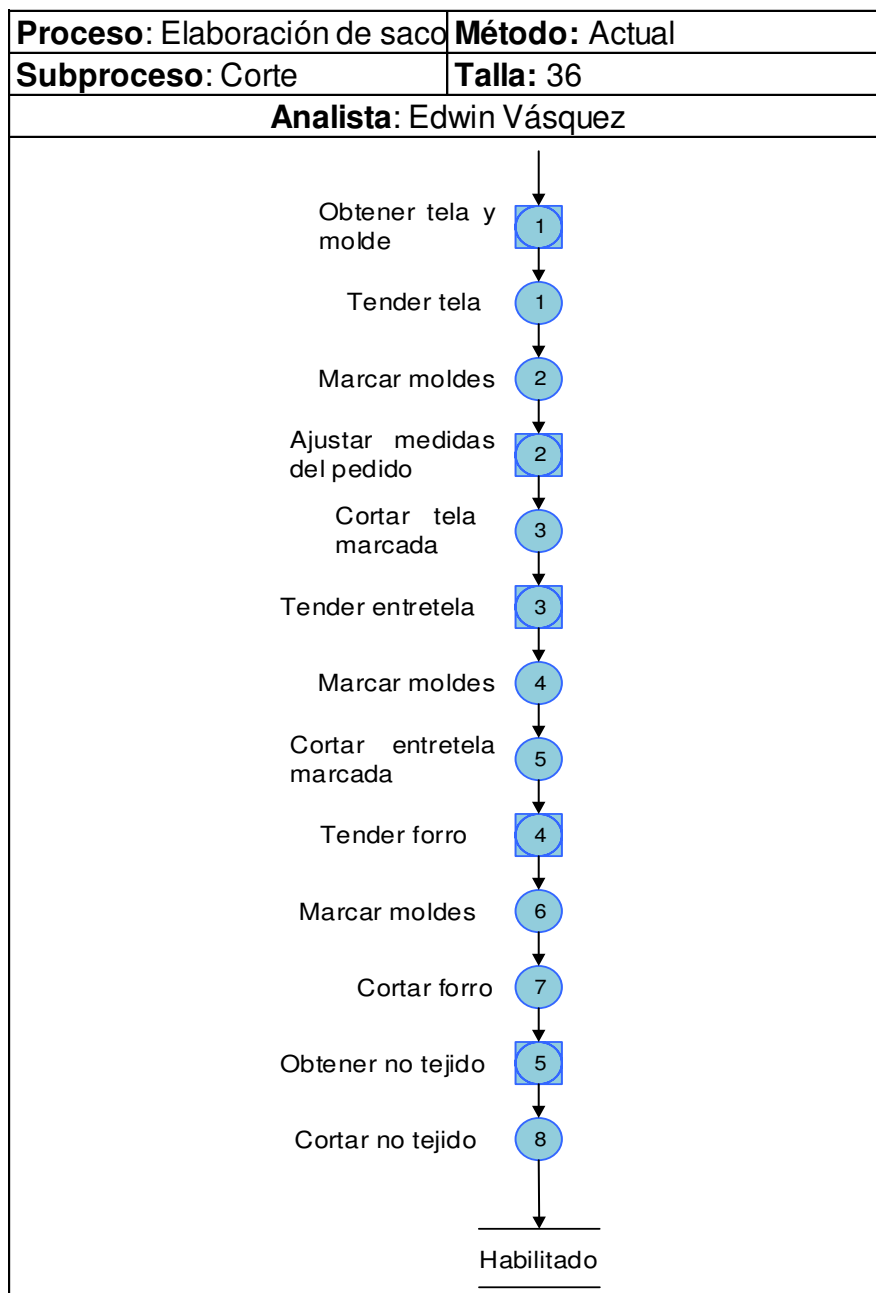 Proceso: Elaboración de saco
Método: Actual
Subproceso: Corte
Talla: 36
Analista: Edwin Vásquez
Obtener tela y
molde
1
Tender tela
1
Marcar moldes
2
Ajustar medidas
del pedido
2
Cortar tela
marcada
3
Tender entretela
3
Marcar moldes
4
Cortar entretela
marcada
5
Tender forro
4
Marcar moldes
6
Cortar forro
7
Obtener no tejido
5
Cortar no tejido
8
Habilitado